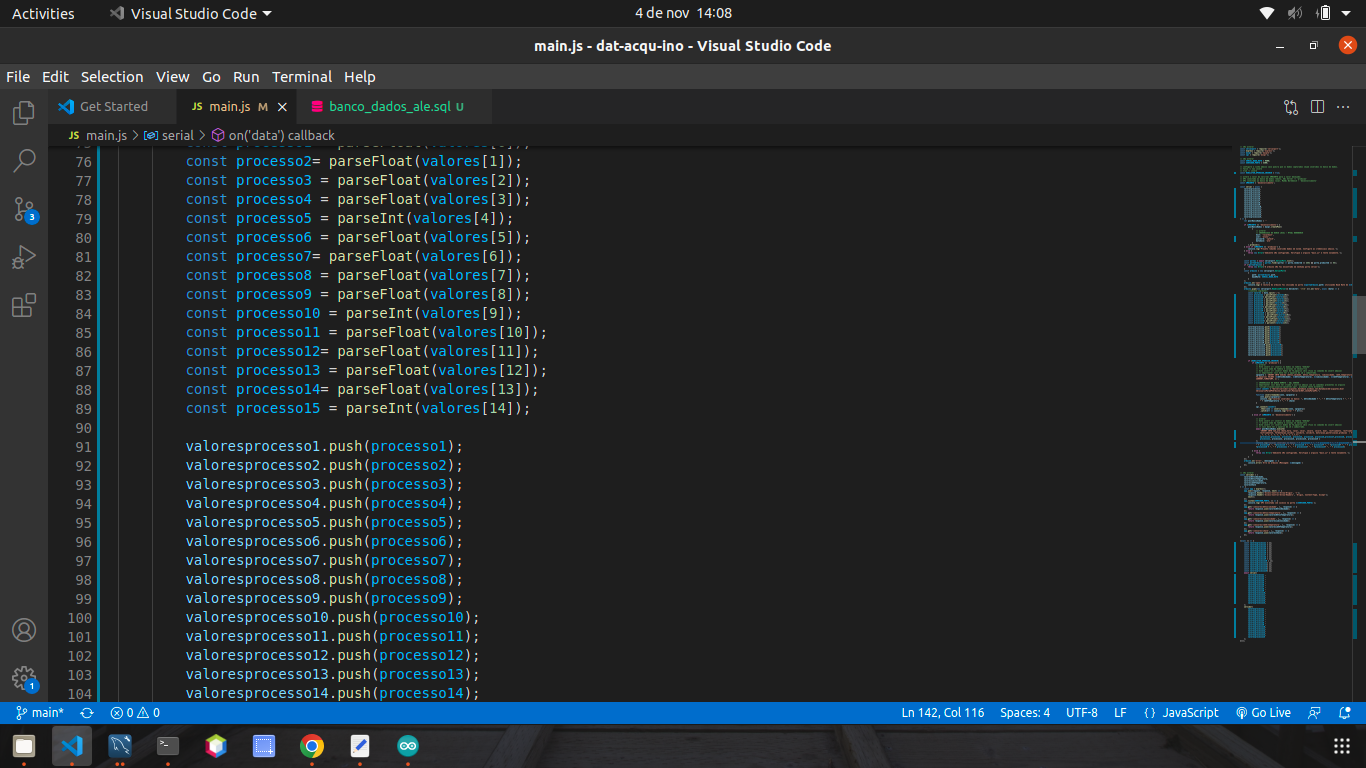 Activities
Visual Studio Code
4 de nov 14:08
main.js - dat-acqu-ino - Visual Studio Code
File Edit Selection View Go Run Terminal Help
Get Started
JS main.js M
banco_dados_ale.sql U
JS main.js > serial > on('data') callback
76 const processo2= parseFloat(valores[1]);
77 const processo3 = parseFloat(valores[2]);
78 const processo4 = parseFloat(valores[3]);
79 const processo5 = parseInt(valores[4]);
80 const processo6 = parseFloat(valores[5]);
81 const processo7= parseFloat(valores[6]);
82 const processo8 = parseFloat(valores[7]);
83 const processo9 = parseFloat(valores[8]);
84 const processo10 = parseInt(valores[9]);
85 const processo11 = parseFloat(valores[10]);
86 const processo12= parseFloat(valores[11]);
87 const processo13 = parseFloat(valores[12]);
88 const processo14= parseFloat(valores[13]);
89 const processo15 = parseInt(valores[14]);
90
91 valoresprocesso1.push(processo1);
92 valoresprocesso2.push(processo2);
93 valoresprocesso3.push(processo3);
94 valoresprocesso4.push(processo4);
95 valoresprocesso5.push(processo5);
96 valoresprocesso6.push(processo6);
97 valoresprocesso7.push(processo7);
98 valoresprocesso8.push(processo8);
99 valoresprocesso9.push(processo9);
100 valoresprocesso10.push(processo10);
101 valoresprocesso11.push(processo11);
102 valoresprocesso12.push(processo12);
103 valoresprocesso13.push(processo13);
104 valoresprocesso14.push(processo14);
3
1
main* 0 0 Ln 142, Col 116 Spaces: 4 UTF-8 LF {} JavaScript Go Live